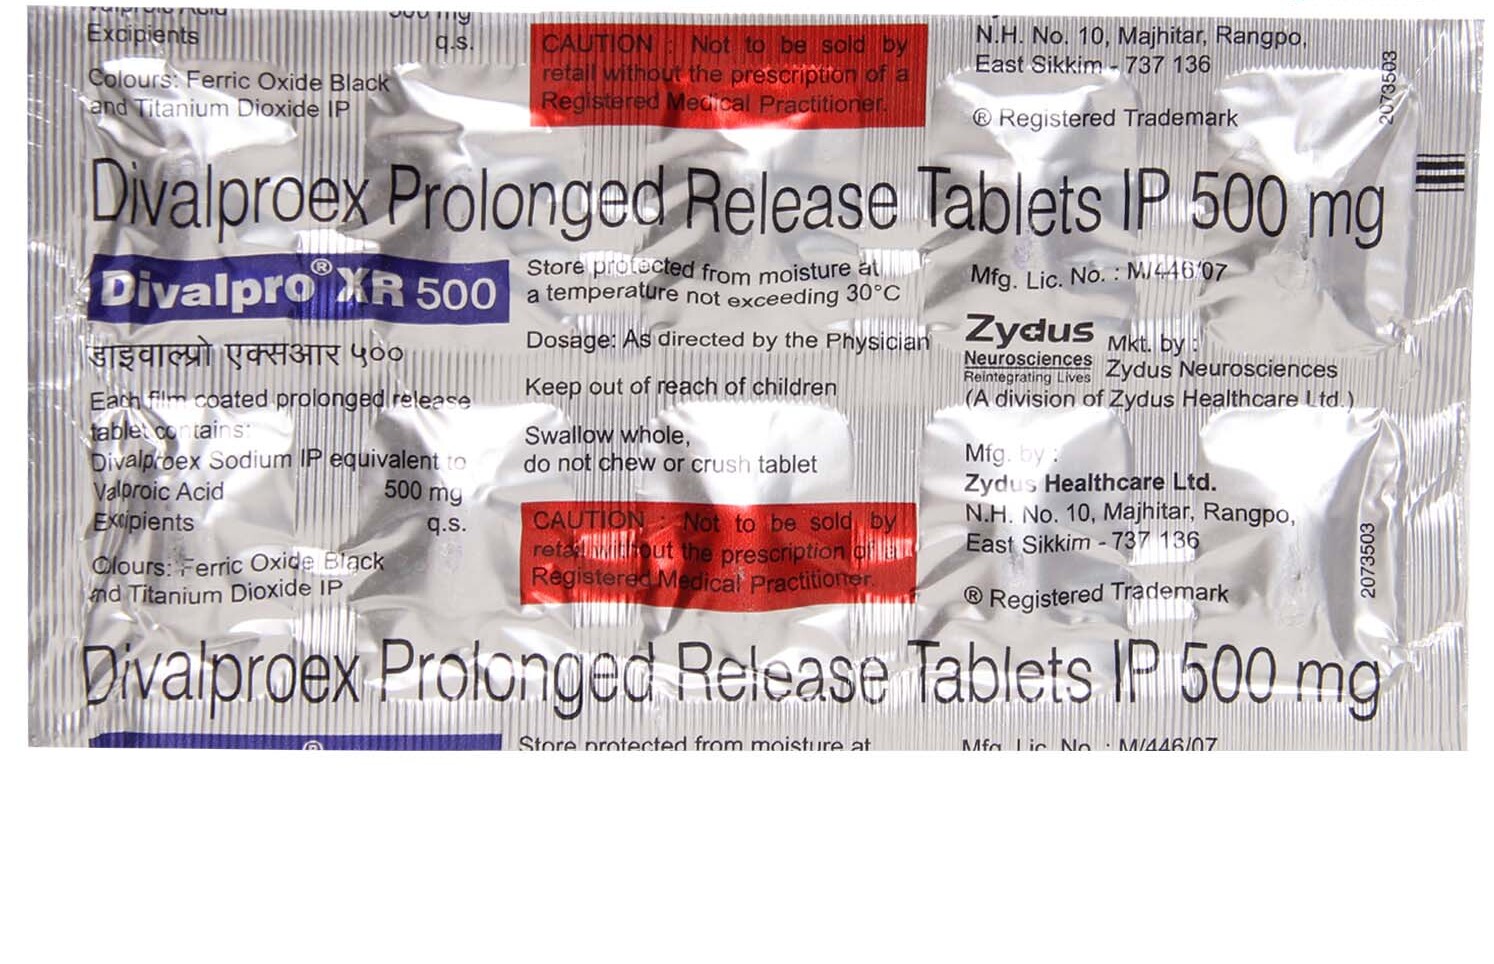 Valproic Acid 500 mg
Excipients q.s.
Colours: Ferric Oxide Black
and Titanium Dioxide IP
CAUTION : Not to be sold by
retail without the prescription of a
Registered Medical Practitioner.
N.H. No. 10, Majhitar, Rangpo,
East Sikkim - 737 136
® Registered Trademark
2073503
Divalproex Prolonged Release Tablets IP 500 mg
Divalpro® XR 500
डाइवाल्प्रो एक्सआर ५००
Each film coated prolonged release
tablet contains:
Divalproex Sodium IP equivalent to
Valproic Acid 500 mg
Excipients q.s.
Colours: Ferric Oxide Black
and Titanium Dioxide IP
Store protected from moisture at
a temperature not exceeding 30°C
Dosage: As directed by the Physician
Keep out of reach of children
Swallow whole,
do not chew or crush tablet
CAUTION : Not to be sold by
retail without the prescription of a
Registered Medical Practitioner.
Mfg. Lic. No. : M/446/07
Zydus
Neurosciences
Reintegrating Lives
Mkt. by :
Zydus Neurosciences
(A division of Zydus Healthcare Ltd.)
Mfg. by :
Zydus Healthcare Ltd.
N.H. No. 10, Majhitar, Rangpo,
East Sikkim - 737 136
® Registered Trademark
2073503
Divalproex Prolonged Release Tablets IP 500 mg
®
Store protected from moisture at
Mfg. Lic. No. : M/446/07